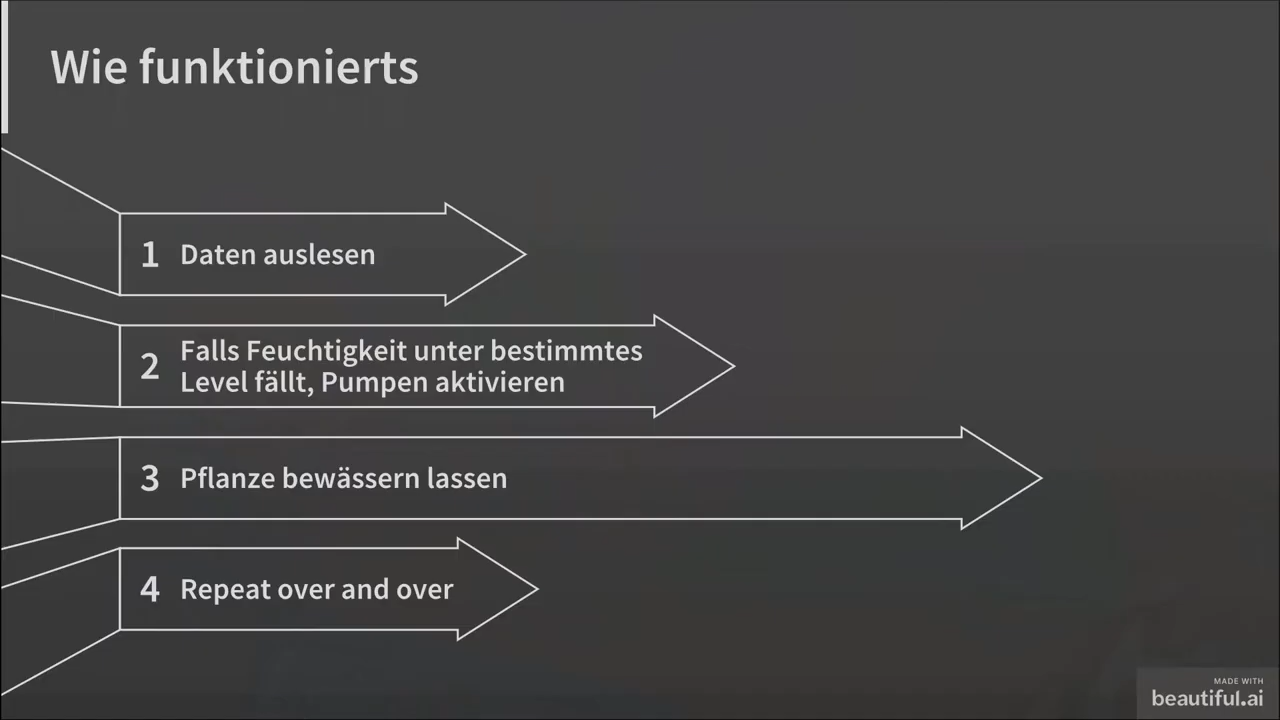 Wie funktionierts
1 Daten auslesen
2 Falls Feuchtigkeit unter bestimmtes
Level fällt, Pumpen aktivieren
3 Pflanze bewässern lassen
4 Repeat over and over
MADE WITH
beautiful.ai